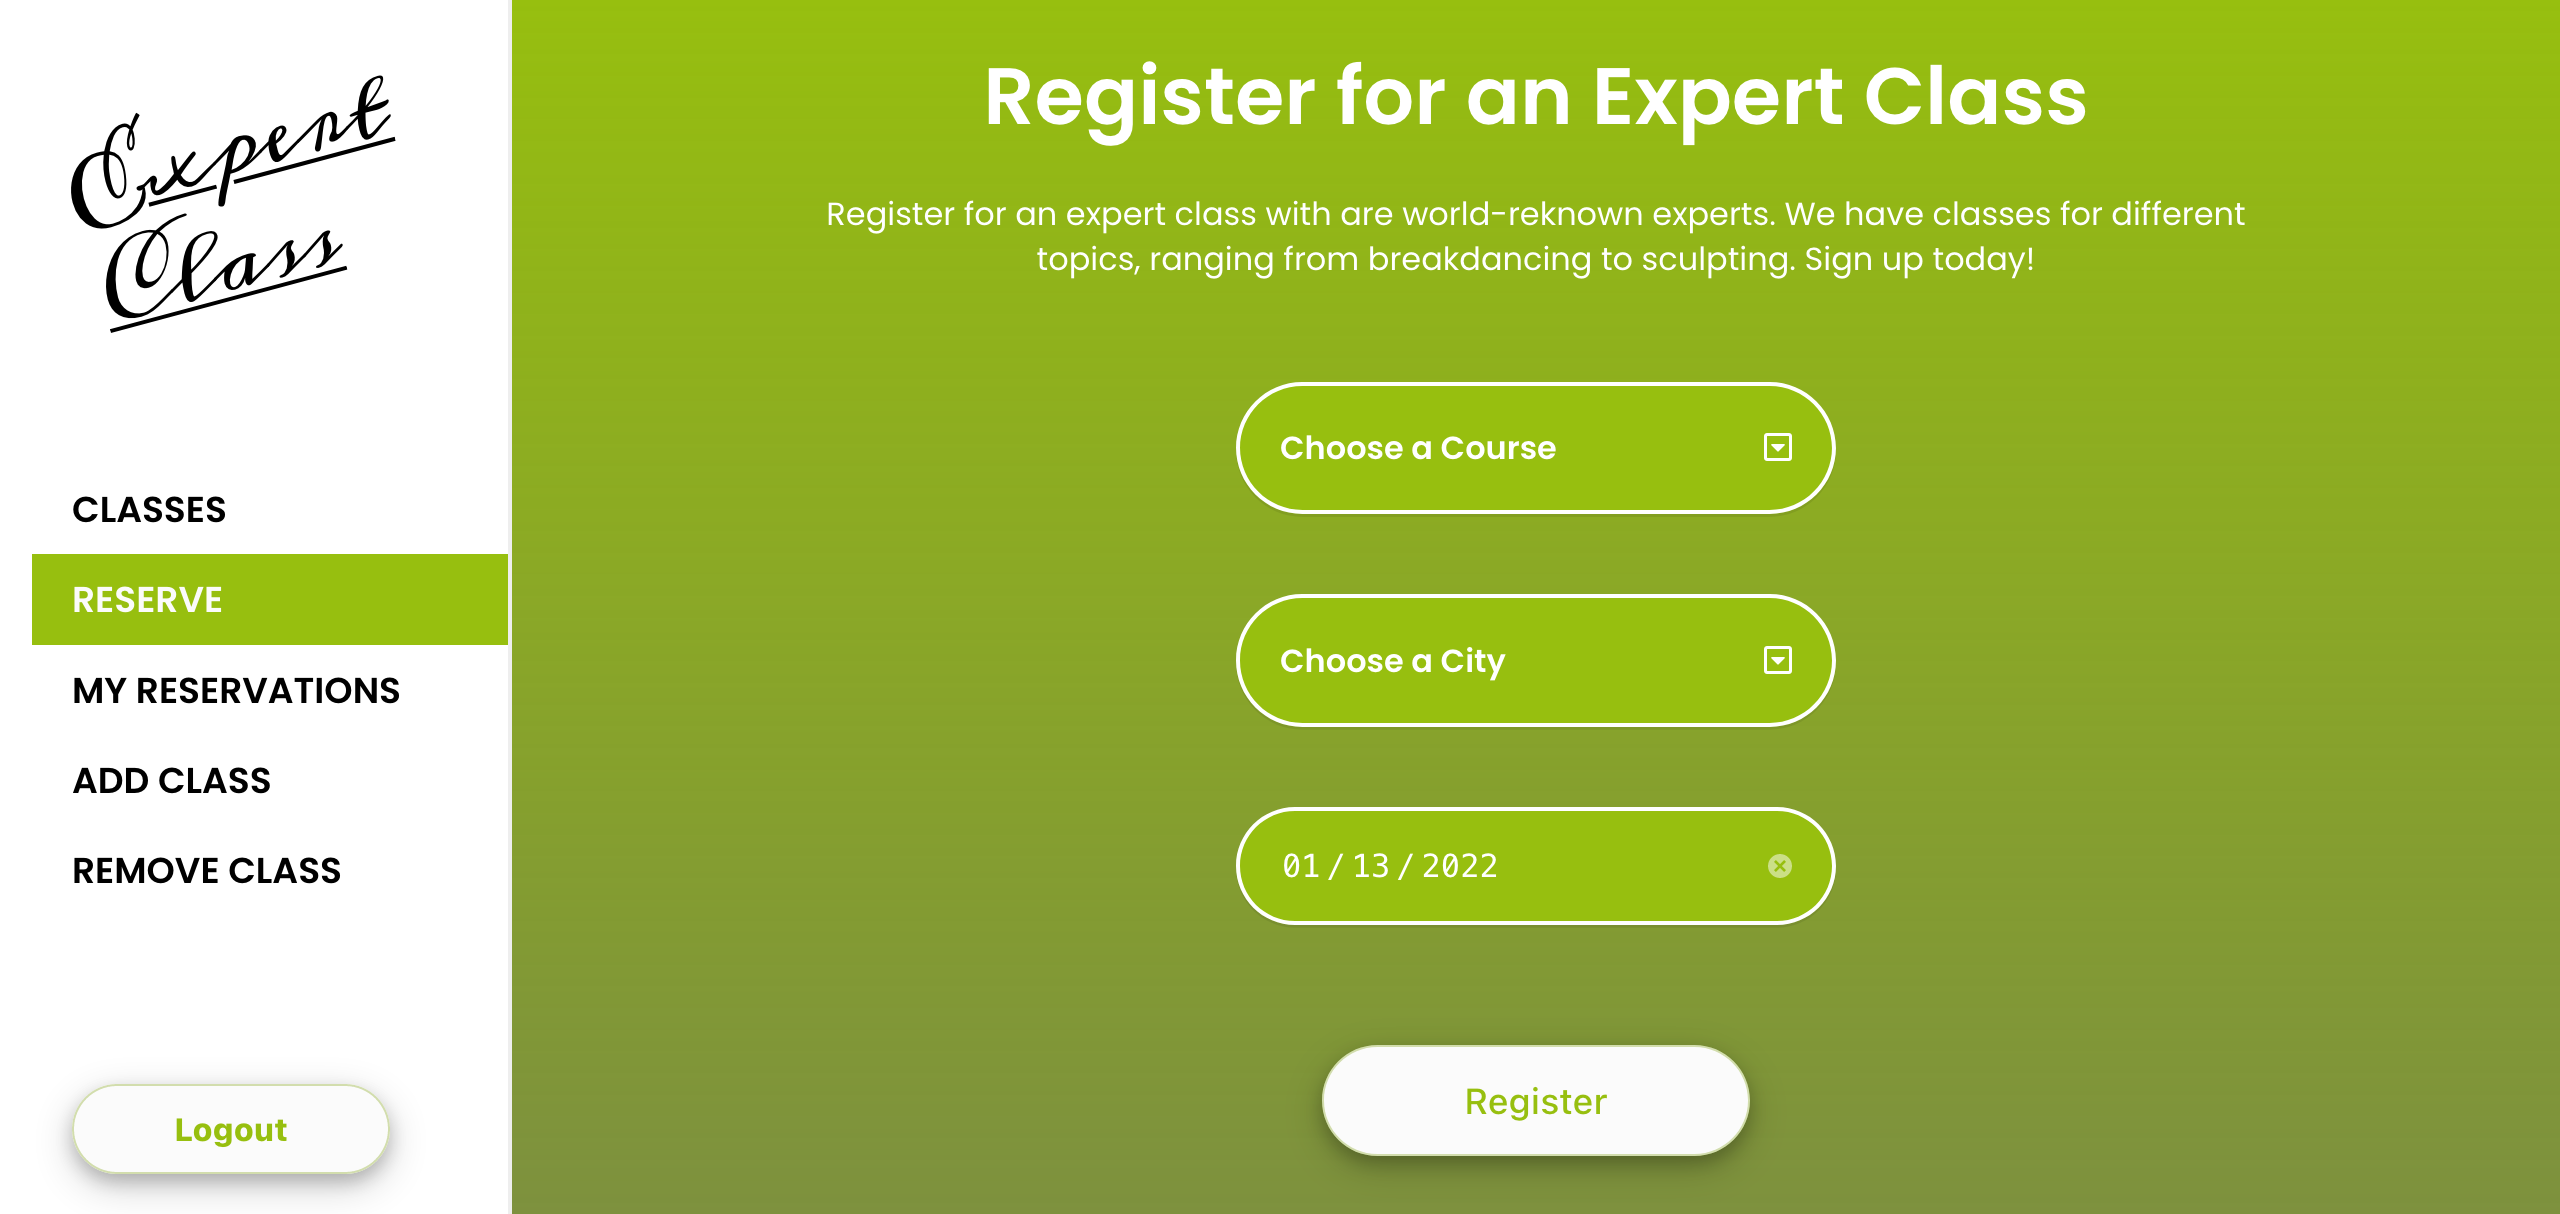 Expert
Class
CLASSES
RESERVE
MY RESERVATIONS
ADD CLASS
REMOVE CLASS
Logout
Register for an Expert Class
Register for an expert class with are world-reknown experts. We have classes for different
topics, ranging from breakdancing to sculpting. Sign up today!
Choose a Course
Choose a City
01/13/2022
Register